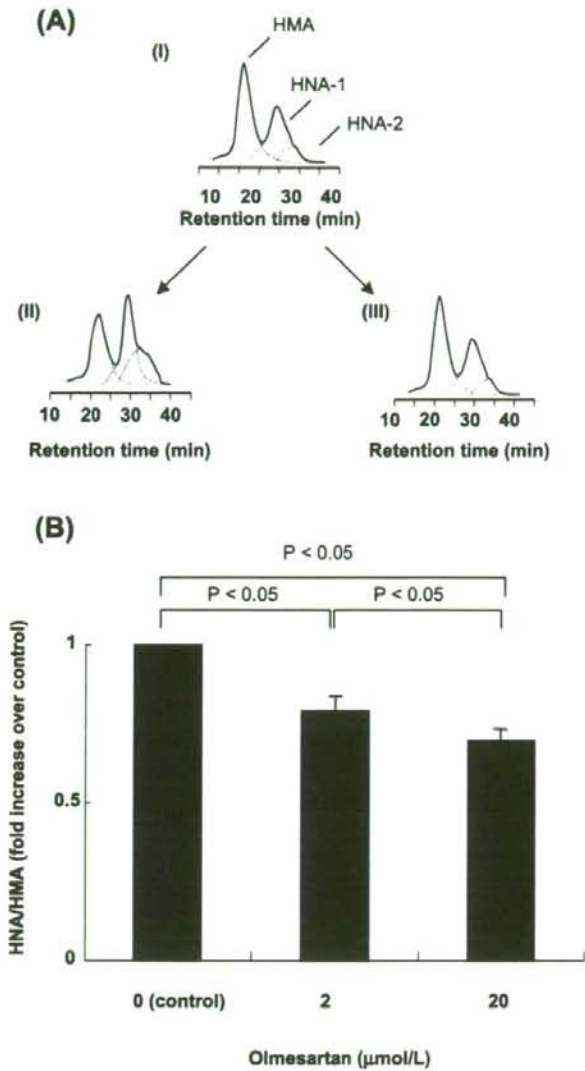 (A)
(I)
HMA
HNA-1
HNA-2
10 20 30 40
Retention time (min)
(II)
10 20 30 40
Retention time (min)
(III)
10 20 30 40
Retention time (min)
(B)
P < 0.05
P < 0.05 P < 0.05
HNA/HMA (fold increase over control)
1
0.5
0
0 (control) 2 20
Olmesartan (μmol/L)